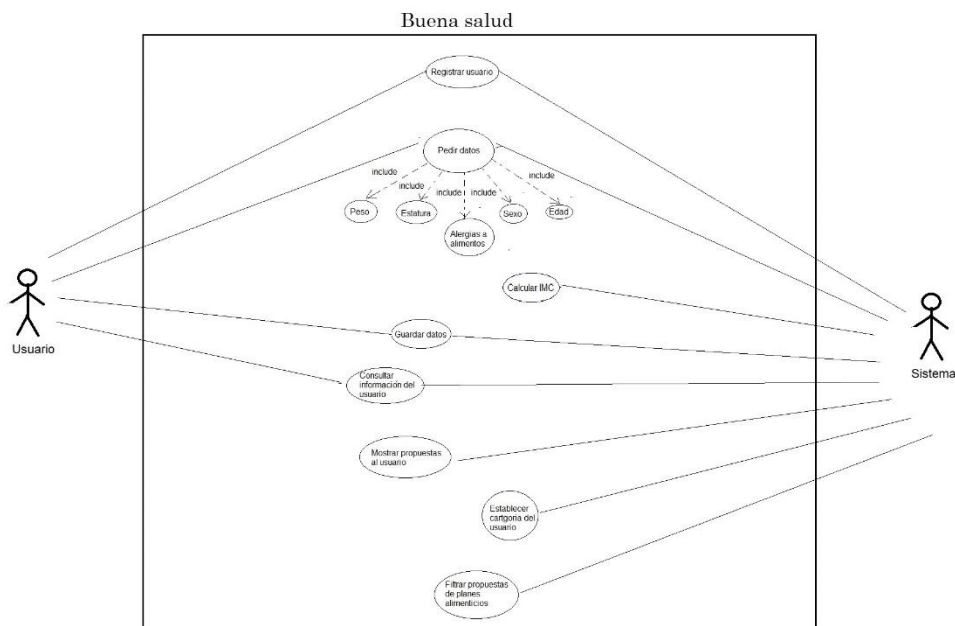 Buena salud
Registrar usuario
Pedir datos
include
include
include
include
include
Peso
Estatura
Alergias a
alimentos
Sexo
Edad
Calcular IMC
Guardar datos
Usuario
Consultar
información del
usuario
Sistema
Mostrar propuestas
al usuario
Establecer
cartgoria del
usuario
Filtrar propuestas
de planes
alimenticios